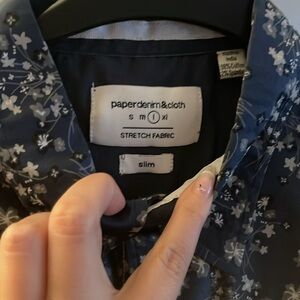 paperdenim&cloth
s m l xl
STRETCH FABRIC
slim